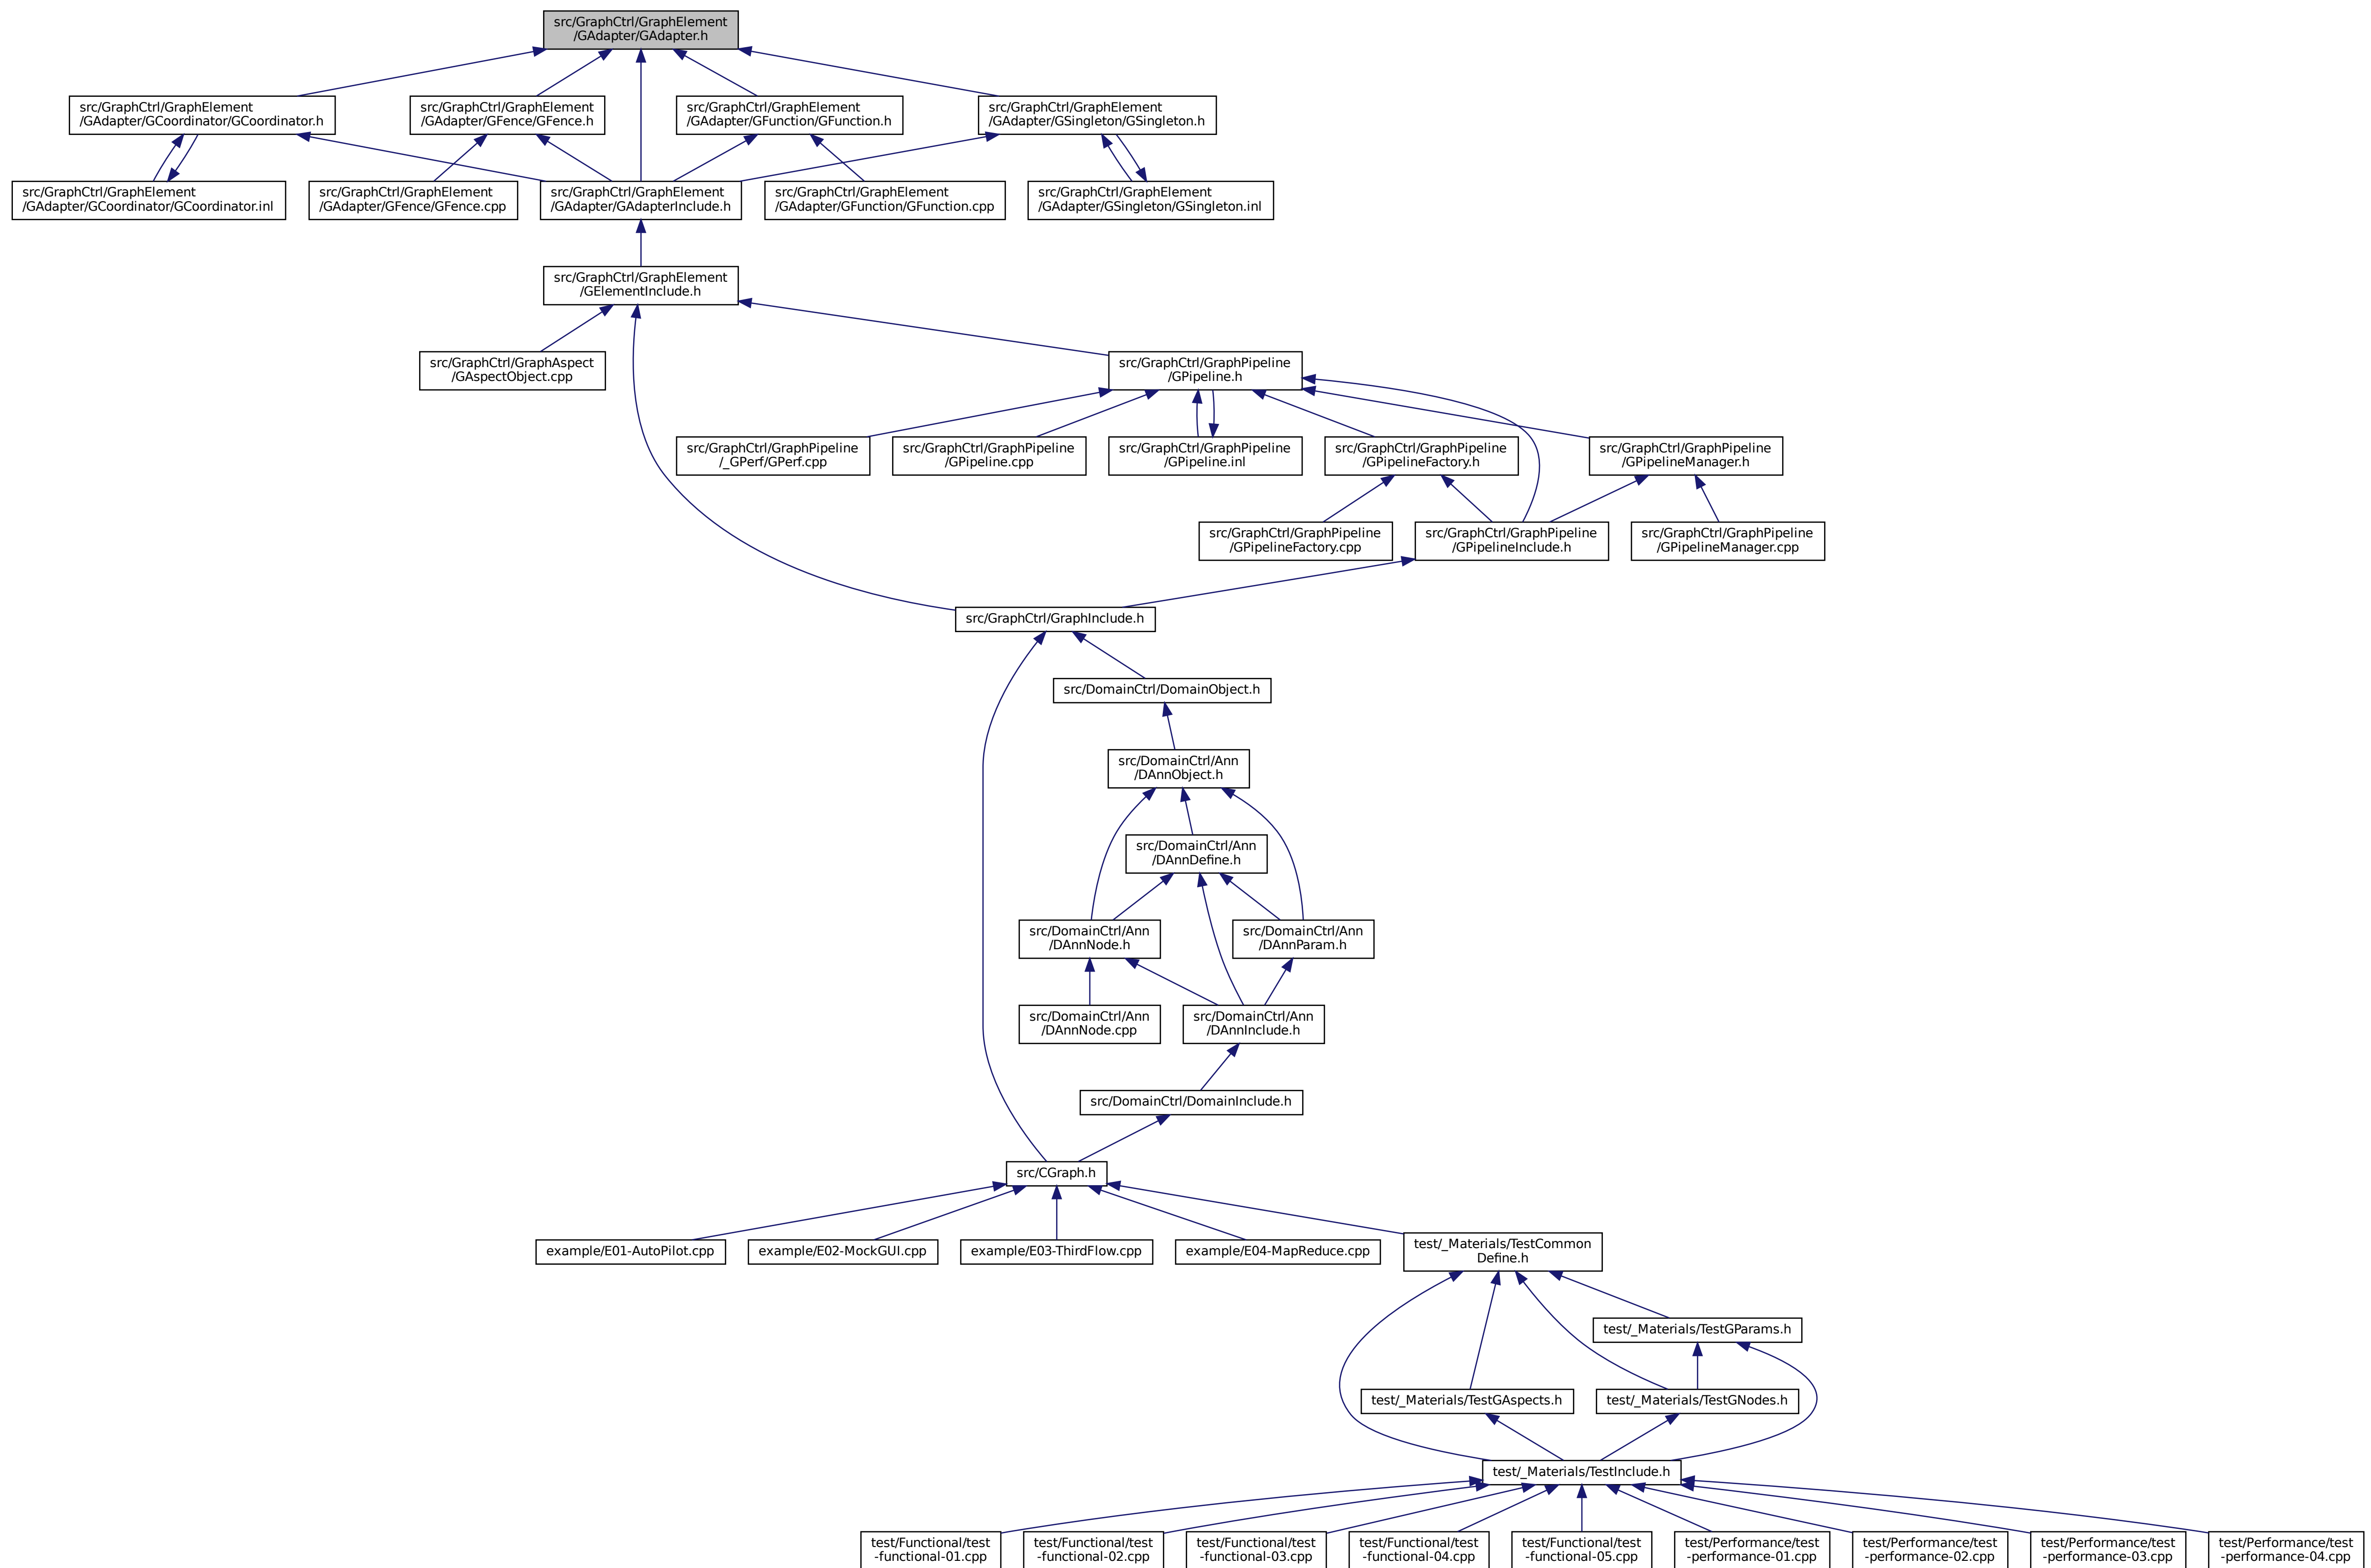 src/GraphCtrl/GraphElement
/GAdapter/GAdapter.h
src/GraphCtrl/GraphElement
/GAdapter/GCoordinator/GCoordinator.h
src/GraphCtrl/GraphElement
/GAdapter/GFence/GFence.h
src/GraphCtrl/GraphElement
/GAdapter/GFunction/GFunction.h
src/GraphCtrl/GraphElement
/GAdapter/GSingleton/GSingleton.h
src/GraphCtrl/GraphElement
/GAdapter/GCoordinator/GCoordinator.inl
src/GraphCtrl/GraphElement
/GAdapter/GFence/GFence.cpp
src/GraphCtrl/GraphElement
/GAdapter/GAdapterInclude.h
src/GraphCtrl/GraphElement
/GAdapter/GFunction/GFunction.cpp
src/GraphCtrl/GraphElement
/GAdapter/GSingleton/GSingleton.inl
src/GraphCtrl/GraphElement
/GElementInclude.h
src/GraphCtrl/GraphAspect
/GAspectObject.cpp
src/GraphCtrl/GraphPipeline
/GPipeline.h
src/GraphCtrl/GraphPipeline
/_GPerf/GPerf.cpp
src/GraphCtrl/GraphPipeline
/GPipeline.cpp
src/GraphCtrl/GraphPipeline
/GPipeline.inl
src/GraphCtrl/GraphPipeline
/GPipelineFactory.h
src/GraphCtrl/GraphPipeline
/GPipelineManager.h
src/GraphCtrl/GraphPipeline
/GPipelineFactory.cpp
src/GraphCtrl/GraphPipeline
/GPipelineInclude.h
src/GraphCtrl/GraphPipeline
/GPipelineManager.cpp
src/GraphCtrl/GraphInclude.h
src/DomainCtrl/DomainObject.h
src/DomainCtrl/Ann
/DAnnObject.h
src/DomainCtrl/Ann
/DAnnDefine.h
src/DomainCtrl/Ann
/DAnnNode.h
src/DomainCtrl/Ann
/DAnnParam.h
src/DomainCtrl/Ann
/DAnnNode.cpp
src/DomainCtrl/Ann
/DAnnInclude.h
src/DomainCtrl/DomainInclude.h
src/CGraph.h
example/E01-AutoPilot.cpp
example/E02-MockGUI.cpp
example/E03-ThirdFlow.cpp
example/E04-MapReduce.cpp
test/_Materials/TestCommon
Define.h
test/_Materials/TestGParams.h
test/_Materials/TestGAspects.h
test/_Materials/TestGNodes.h
test/_Materials/TestInclude.h
test/Functional/test
-functional-01.cpp
test/Functional/test
-functional-02.cpp
test/Functional/test
-functional-03.cpp
test/Functional/test
-functional-04.cpp
test/Functional/test
-functional-05.cpp
test/Performance/test
-performance-01.cpp
test/Performance/test
-performance-02.cpp
test/Performance/test
-performance-03.cpp
test/Performance/test
-performance-04.cpp